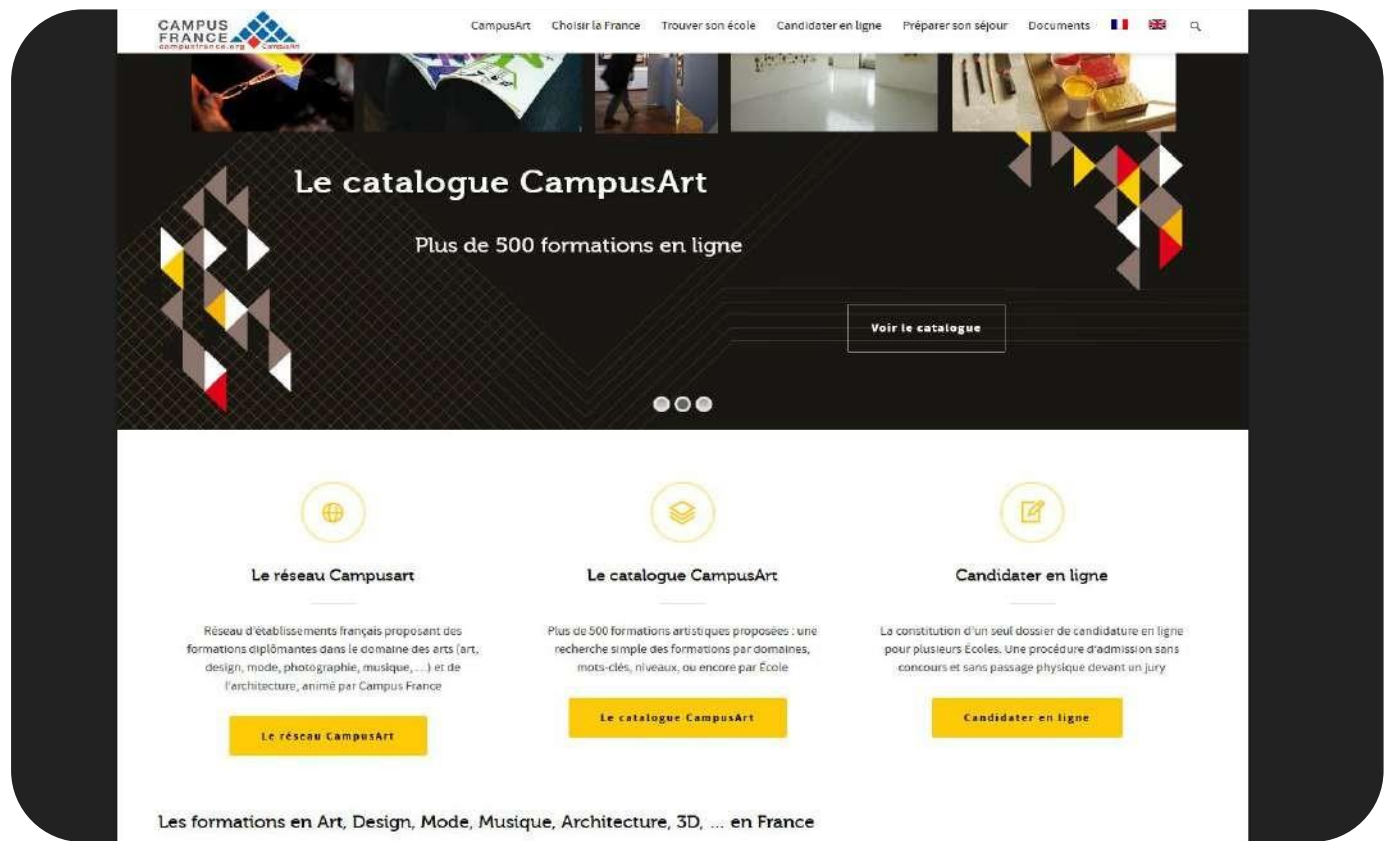 CAMPUS
FRANCE
campusfrance.org CampusArt
CampusArt Choisir la France Trouver son école Candidater en ligne Préparer son séjour Documents
Le catalogue CampusArt
Plus de 500 formations en ligne
Voir le catalogue
Le réseau Campusart
Réseau d'établissements français proposant des
formations diplômantes dans le domaine des arts (art,
design, mode, photographie, musique, ...) et de
l'architecture, animé par Campus France
Le réseau CampusArt
Le catalogue CampusArt
Plus de 500 formations artistiques proposées : une
recherche simple des formations par domaines,
mots-clés, niveaux, ou encore par École
Le catalogue CampusArt
Candidater en ligne
La constitution d'un seul dossier de candidature en ligne
pour plusieurs Écoles. Une procédure d'admission sans
concours et sans passage physique devant un jury
Candidater en ligne
Les formations en Art, Design, Mode, Musique, Architecture, 3D, ... en France